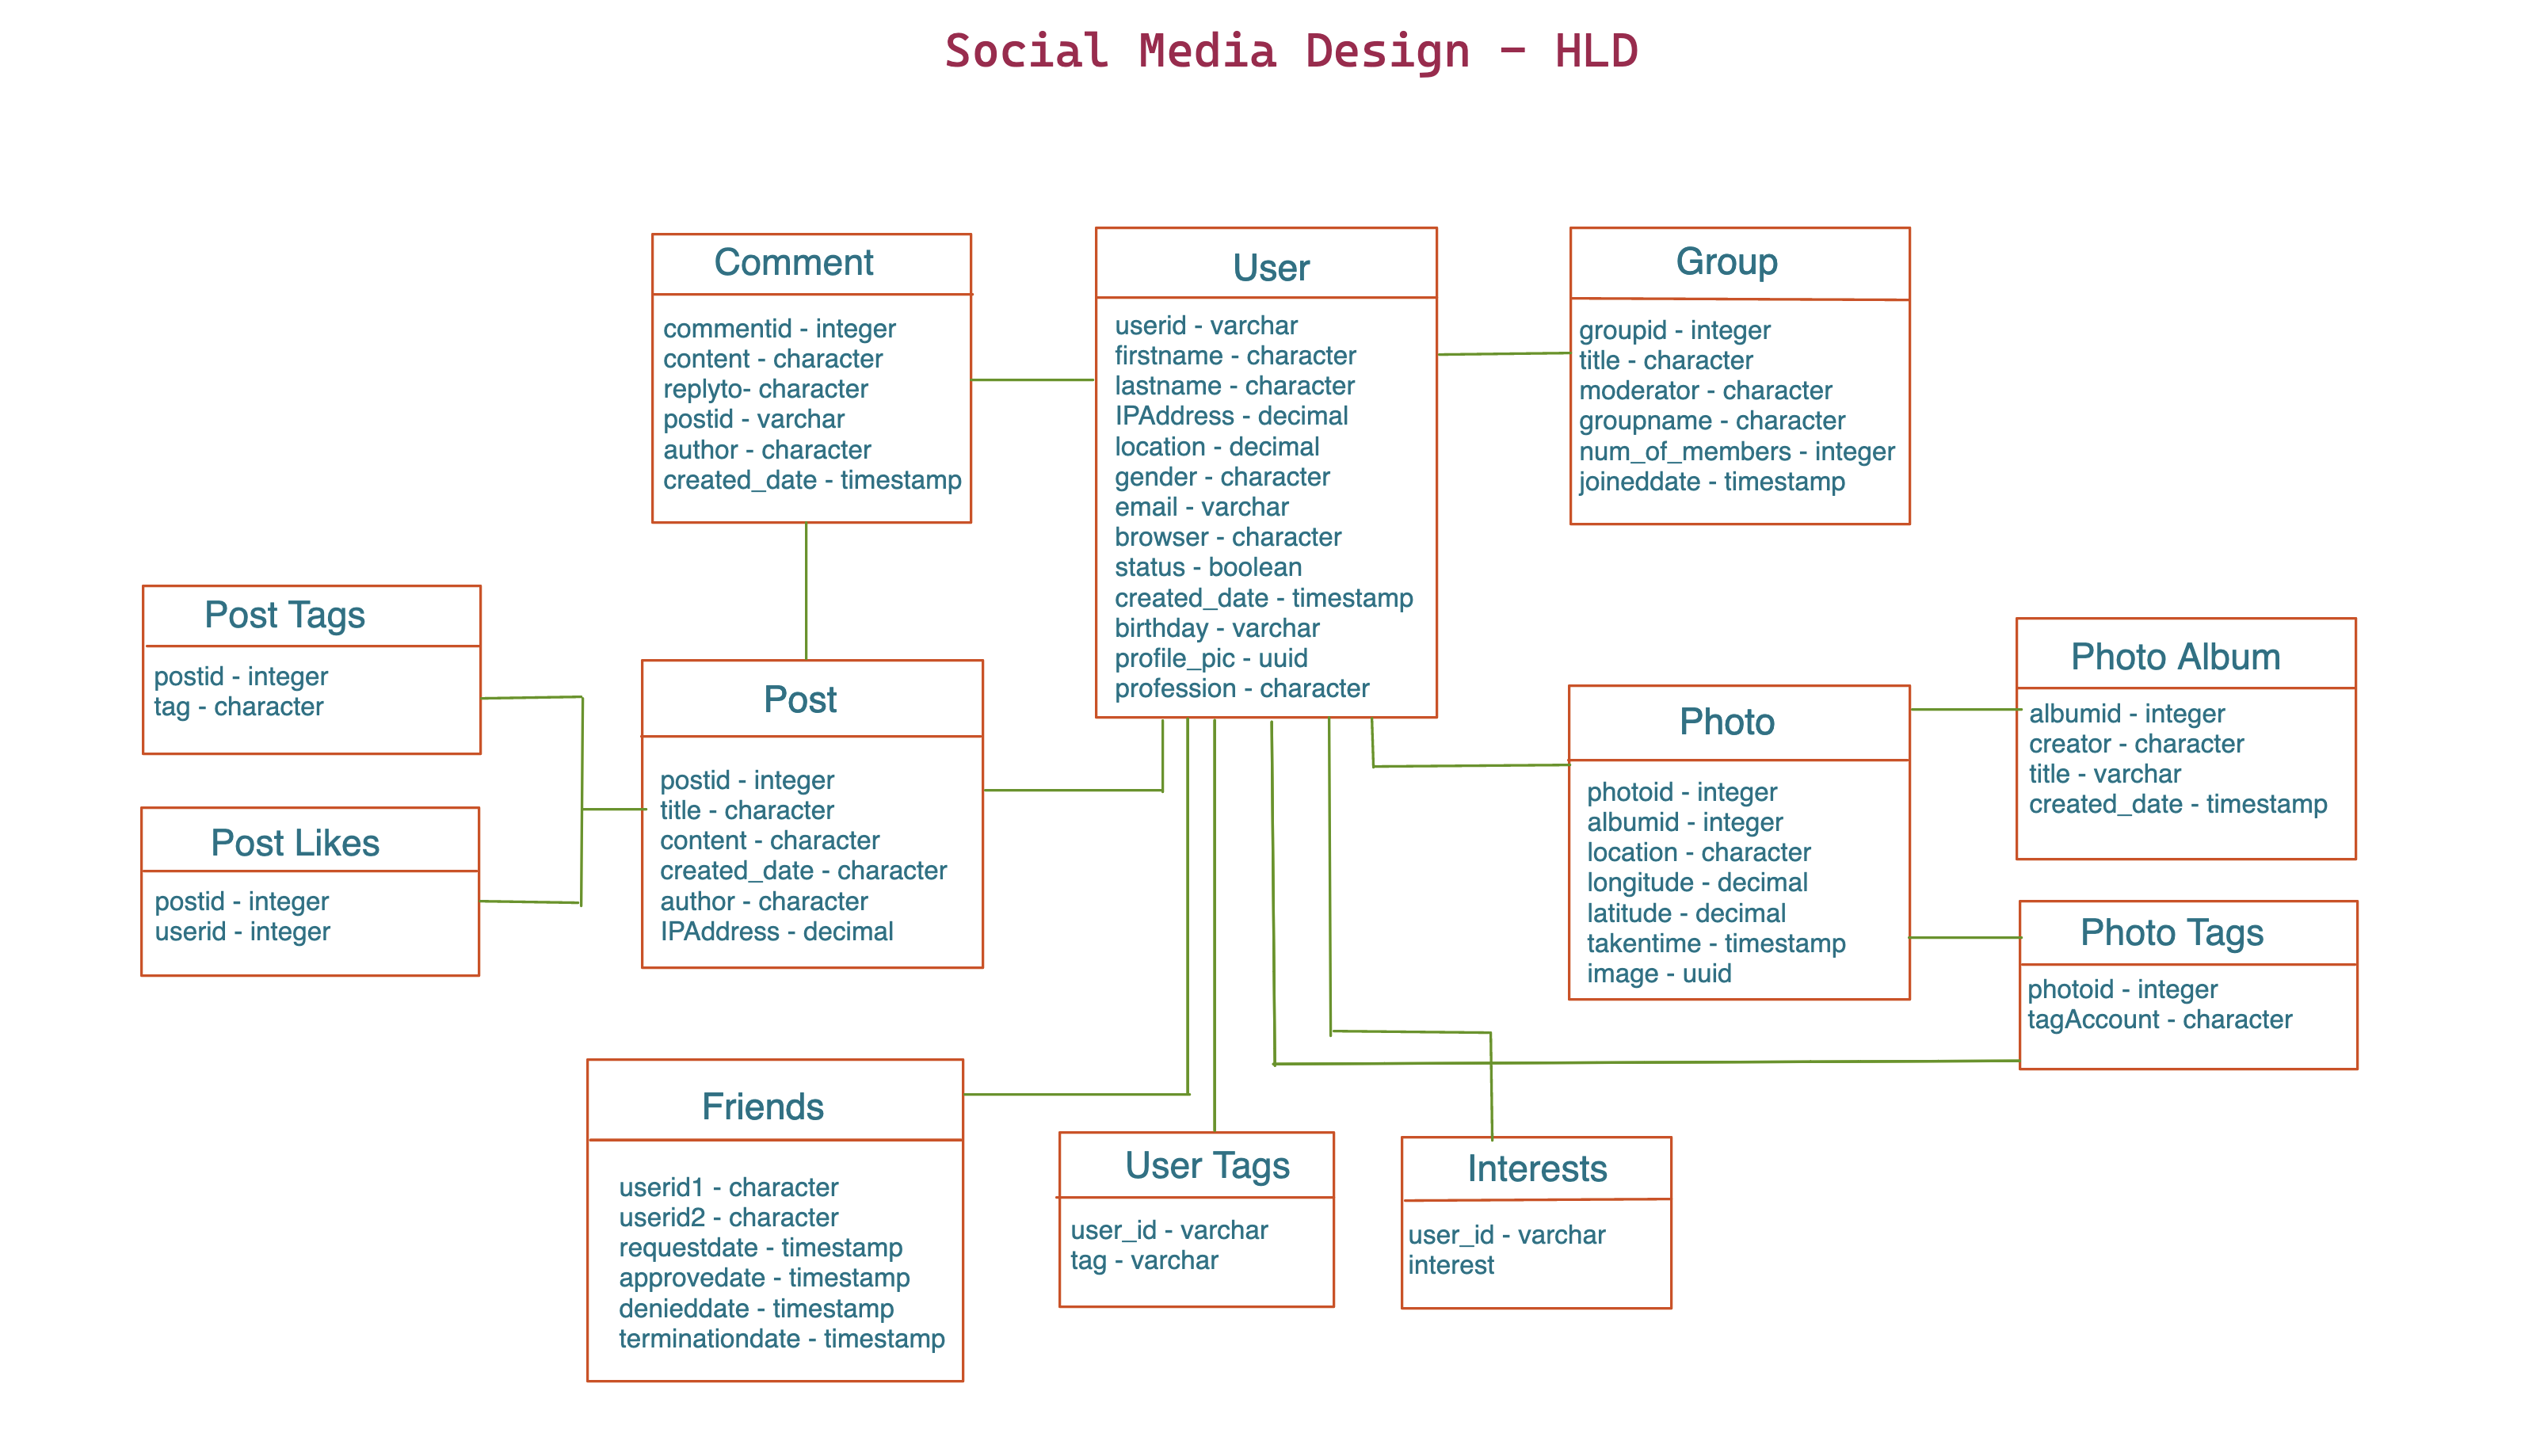 Social Media Design - HLD
Comment
commentid - integer
content - character
replyto- character
postid - varchar
author - character
created_date - timestamp
User
userid - varchar
firstname - character
lastname - character
IPAddress - decimal
location - decimal
gender - character
email - varchar
browser - character
status - boolean
created_date - timestamp
birthday - varchar
profile_pic - uuid
profession - character
Group
groupid - integer
title - character
moderator - character
groupname - character
num_of_members - integer
joineddate - timestamp
Post Tags
postid - integer
tag - character
Post Likes
postid - integer
userid - integer
Post
postid - integer
title - character
content - character
created_date - character
author - character
IPAddress - decimal
Photo
photoid - integer
albumid - integer
location - character
longitude - decimal
latitude - decimal
takentime - timestamp
image - uuid
Photo Album
albumid - integer
creator - character
title - varchar
created_date - timestamp
Photo Tags
photoid - integer
tagAccount - character
Friends
userid1 - character
userid2 - character
requestdate - timestamp
approvedate - timestamp
denieddate - timestamp
terminationdate - timestamp
User Tags
user_id - varchar
tag - varchar
Interests
user_id - varchar
interest